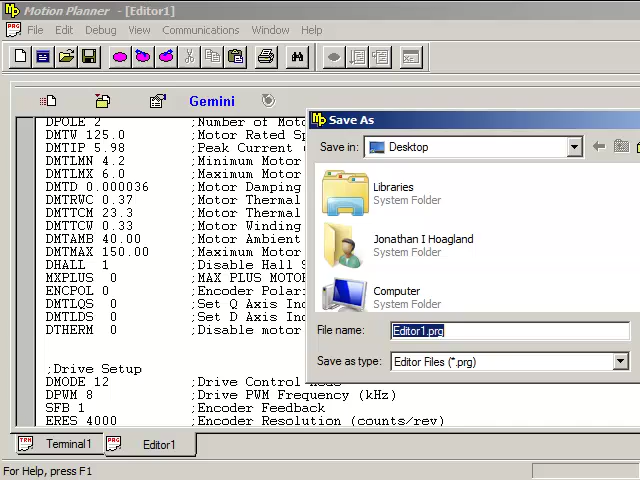 Motion Planner - [Editor1]
PRG File Edit Debug View Communications Window Help
Gemini
DPOLE 2 ;Number of Moto
DMTW 125.0 ;Motor Rated Sp
DMTIP 5.98 ;Peak Current (
DMTLMN 4.2 ;Minimum Motor
DMTLMX 6.0 ;Maximum Motor
DMTD 0.000036 ;Motor Damping
DMTRWC 0.37 ;Motor Thermal
DMTTCM 23.3 ;Motor Thermal
DMTTCW 0.33 ;Motor Winding
DMTAMB 40.00 ;Motor Ambient
DMTMAX 150.00 ;Maximum Motor
DHALL 1 ;Disable Hall S
MXPLUS 0 ;MAX PLUS MOTOR
ENCPOL 0 ;Encoder Polari
DMTLQS 0 ;Set Q Axis Ind
DMTLDS 0 ;Set D Axis Ind
DTHERM 0 ;Disable motor
;Drive Setup
DMODE 12 ;Drive Control
DPWM 8 ;Drive PWM Frequency (kHz)
SFB 1 ;Encoder Feedback
ERES 4000 ;Encoder Resolution (counts/rev)
MP Save As
Save in: Desktop
Libraries
System Folder
Jonathan I Hoagland
System Folder
Computer
System Folder
File name: Editor1.prg
Save as type: Editor Files (*.prg)
TRM Terminal1 PRG Editor1
For Help, press F1